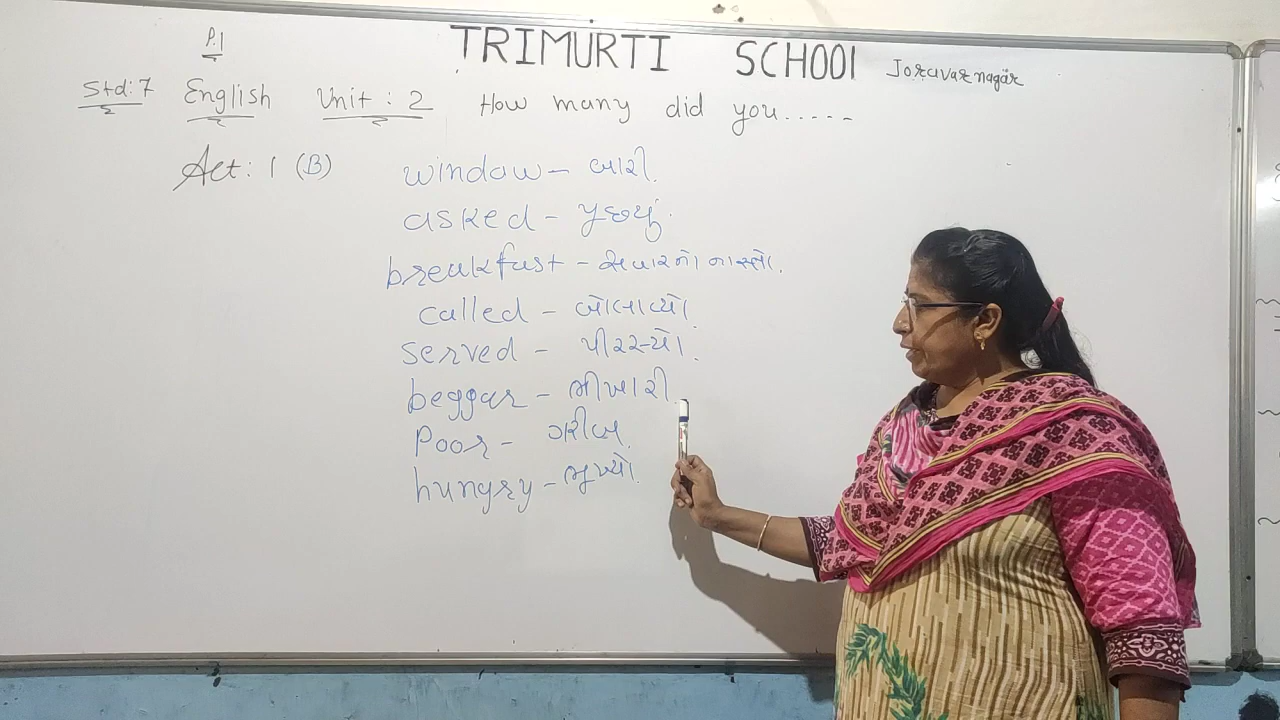 P.1
TRIMURTI SCHOOl Joravarnagar
Std:7 English Unit : 2 How many did you.....
Act: 1 (B)
window - બારી.
asked - પુછયું.
breakfast - સવારનો નાસ્તો.
called - બોલાવ્યો.
served - પીરસ્યો.
beggar - ભીખારી.
Poor - ગરીબ.
hungry - ભૂખ્યો.